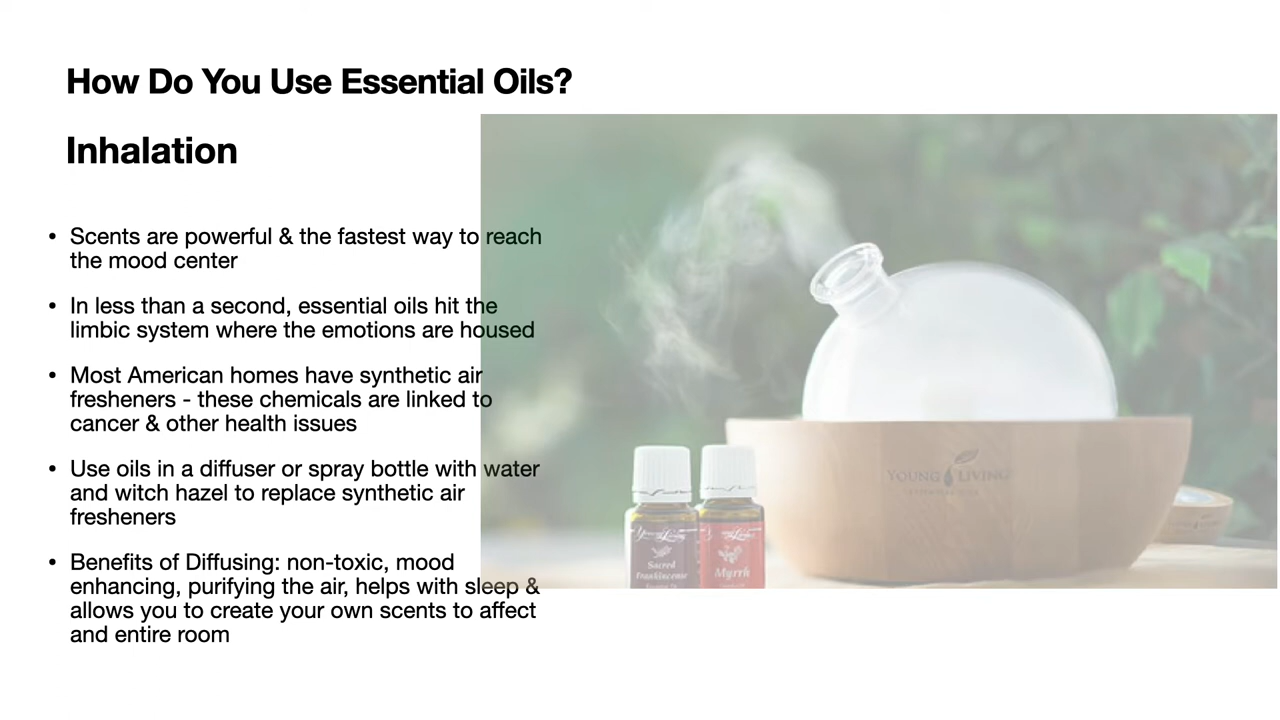 How Do You Use Essential Oils?
Inhalation
• Scents are powerful & the fastest way to reach
the mood center
• In less than a second, essential oils hit the
limbic system where the emotions are housed
• Most American homes have synthetic air
fresheners - these chemicals are linked to
cancer & other health issues
• Use oils in a diffuser or spray bottle with water
and witch hazel to replace synthetic air
fresheners
• Benefits of Diffusing: non-toxic, mood
enhancing, purifying the air, helps with sleep &
allows you to create your own scents to affect
and entire room
YOUNG LIVING
Young Living
Sacred
Frankincense
Myrrh